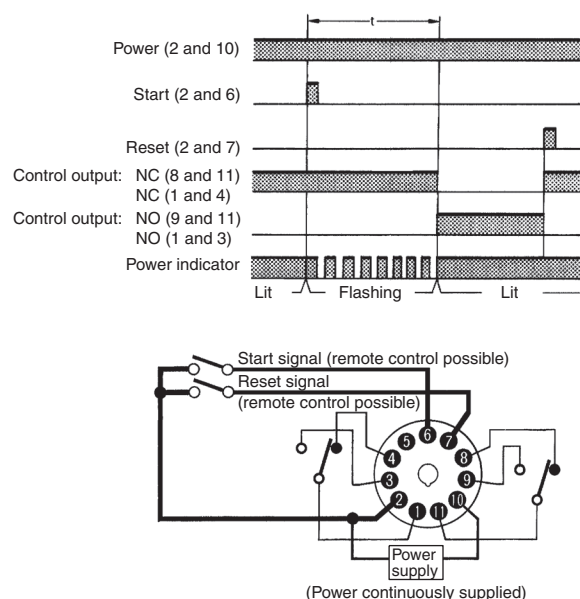 t
Power (2 and 10)
Start (2 and 6)
Reset (2 and 7)
Control output: NC (8 and 11)
NC (1 and 4)
Control output: NO (9 and 11)
NO (1 and 3)
Power indicator
Lit Flashing Lit
Start signal (remote control possible)
Reset signal
(remote control possible)
5 6 7
4 8
3 9
2 10
1 11
Power
supply
(Power continuously supplied)